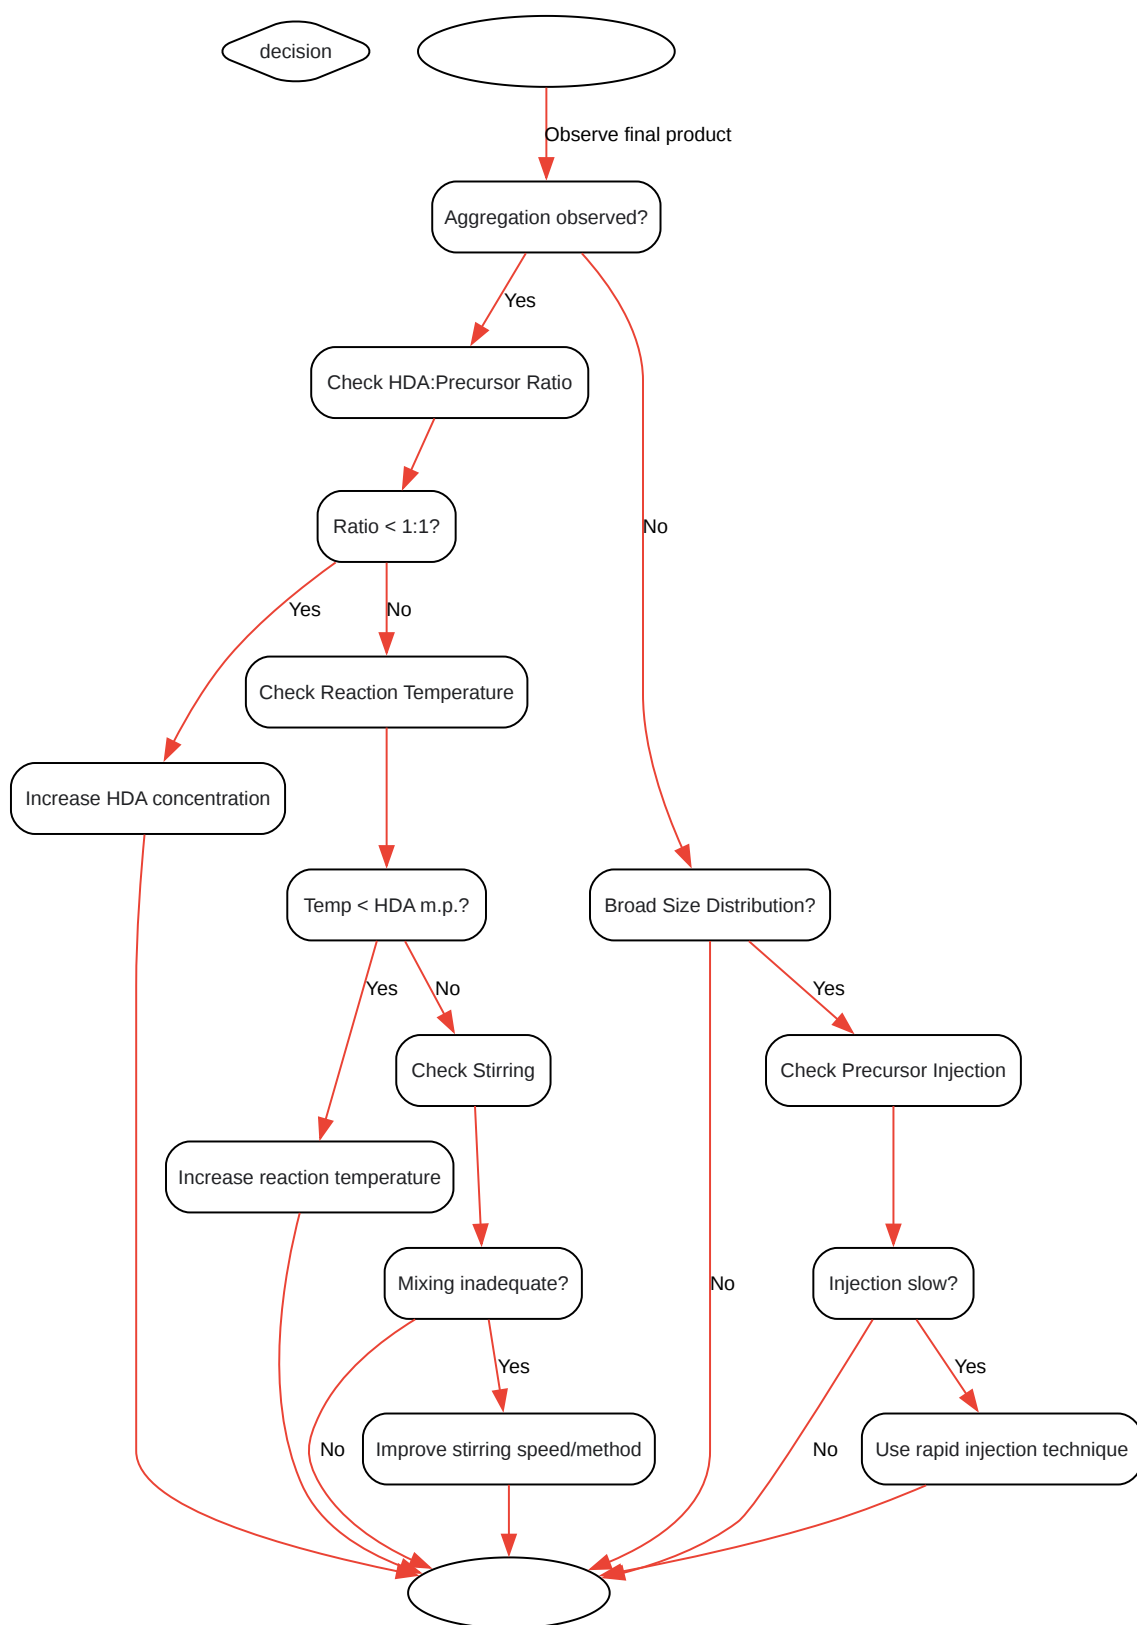 decision
Observe final product
Aggregation observed?
Yes
Check HDA:Precursor Ratio
Ratio < 1:1?
No
Yes
No
Check Reaction Temperature
Increase HDA concentration
Temp < HDA m.p.?
Broad Size Distribution?
Yes
No
Yes
Check Stirring
Check Precursor Injection
Increase reaction temperature
Mixing inadequate?
No
Injection slow?
Yes
Yes
No
Improve stirring speed/method
No
Use rapid injection technique